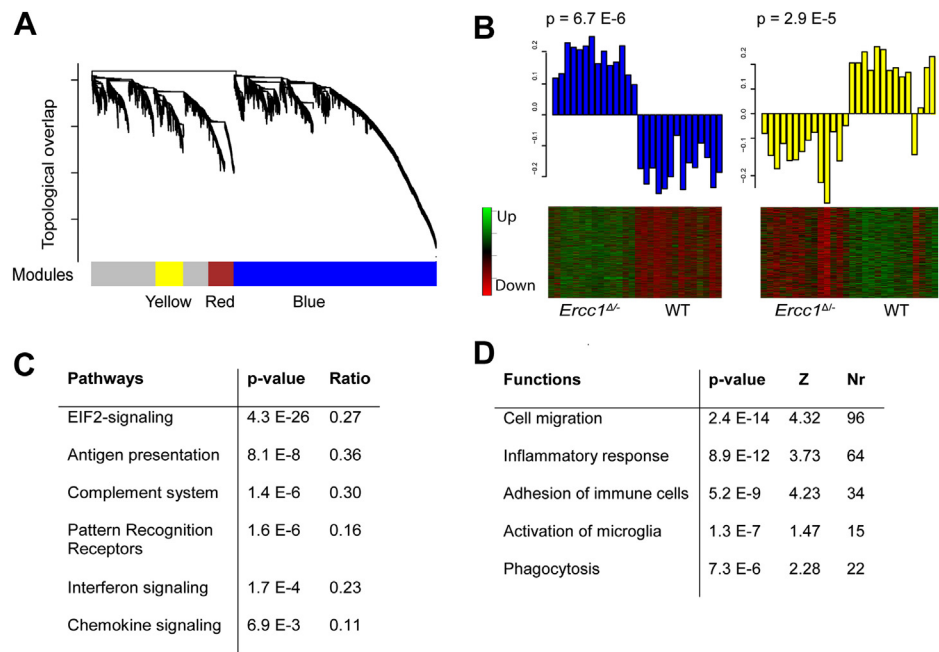 A
Topological overlap
Modules
Yellow Red Blue
B
p = 6.7 E-6
p = 2.9 E-5
0.2
0.1
0.0
-0.1
-0.2
0.2
0.1
0.0
-0.1
-0.2
Up
Down
Ercc1Δ/- WT
Ercc1Δ/- WT
C
Pathways p-value Ratio
EIF2-signaling 4.3 E-26 0.27
Antigen presentation 8.1 E-8 0.36
Complement system 1.4 E-6 0.30
Pattern Recognition 1.6 E-6 0.16
Receptors
Interferon signaling 1.7 E-4 0.23
Chemokine signaling 6.9 E-3 0.11
D
Functions p-value Z Nr
Cell migration 2.4 E-14 4.32 96
Inflammatory response 8.9 E-12 3.73 64
Adhesion of immune cells 5.2 E-9 4.23 34
Activation of microglia 1.3 E-7 1.47 15
Phagocytosis 7.3 E-6 2.28 22